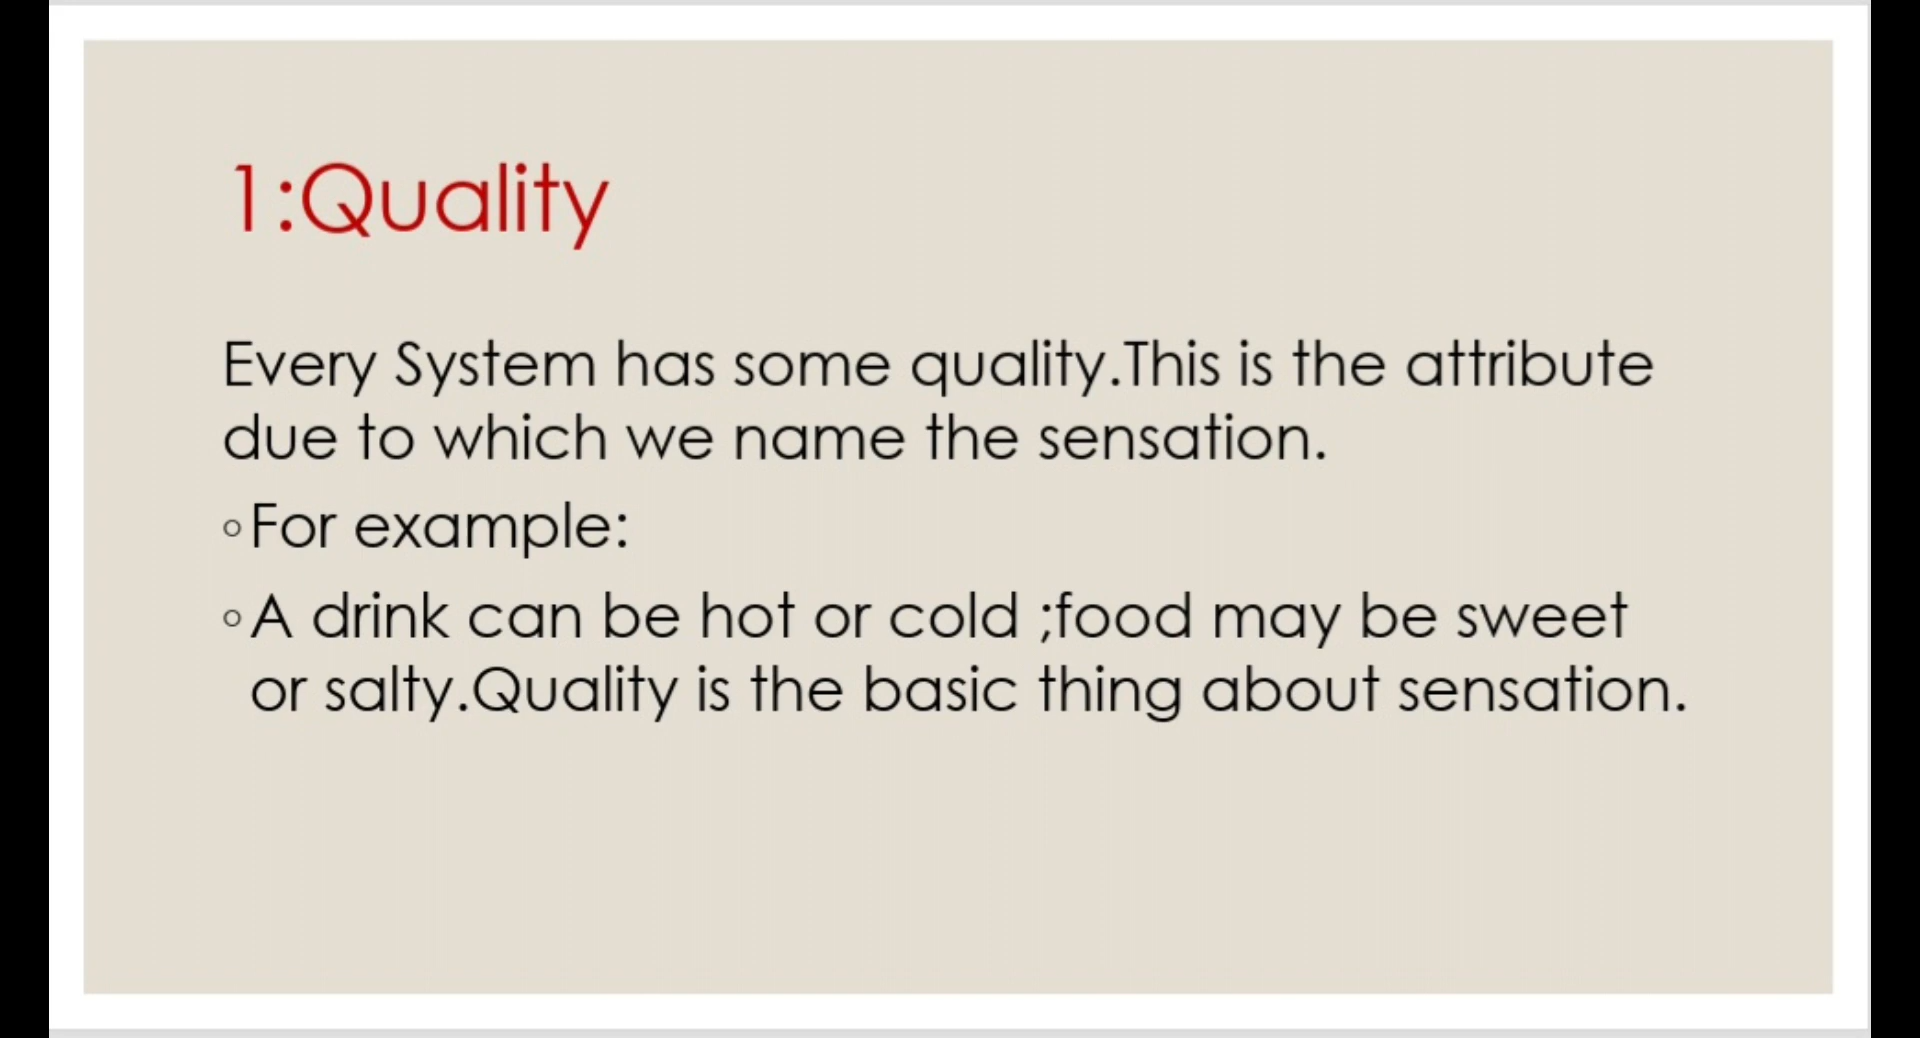 1:Quality
Every System has some quality.This is the attribute
due to which we name the sensation.
◦For example:
◦A drink can be hot or cold ;food may be sweet
or salty.Quality is the basic thing about sensation.